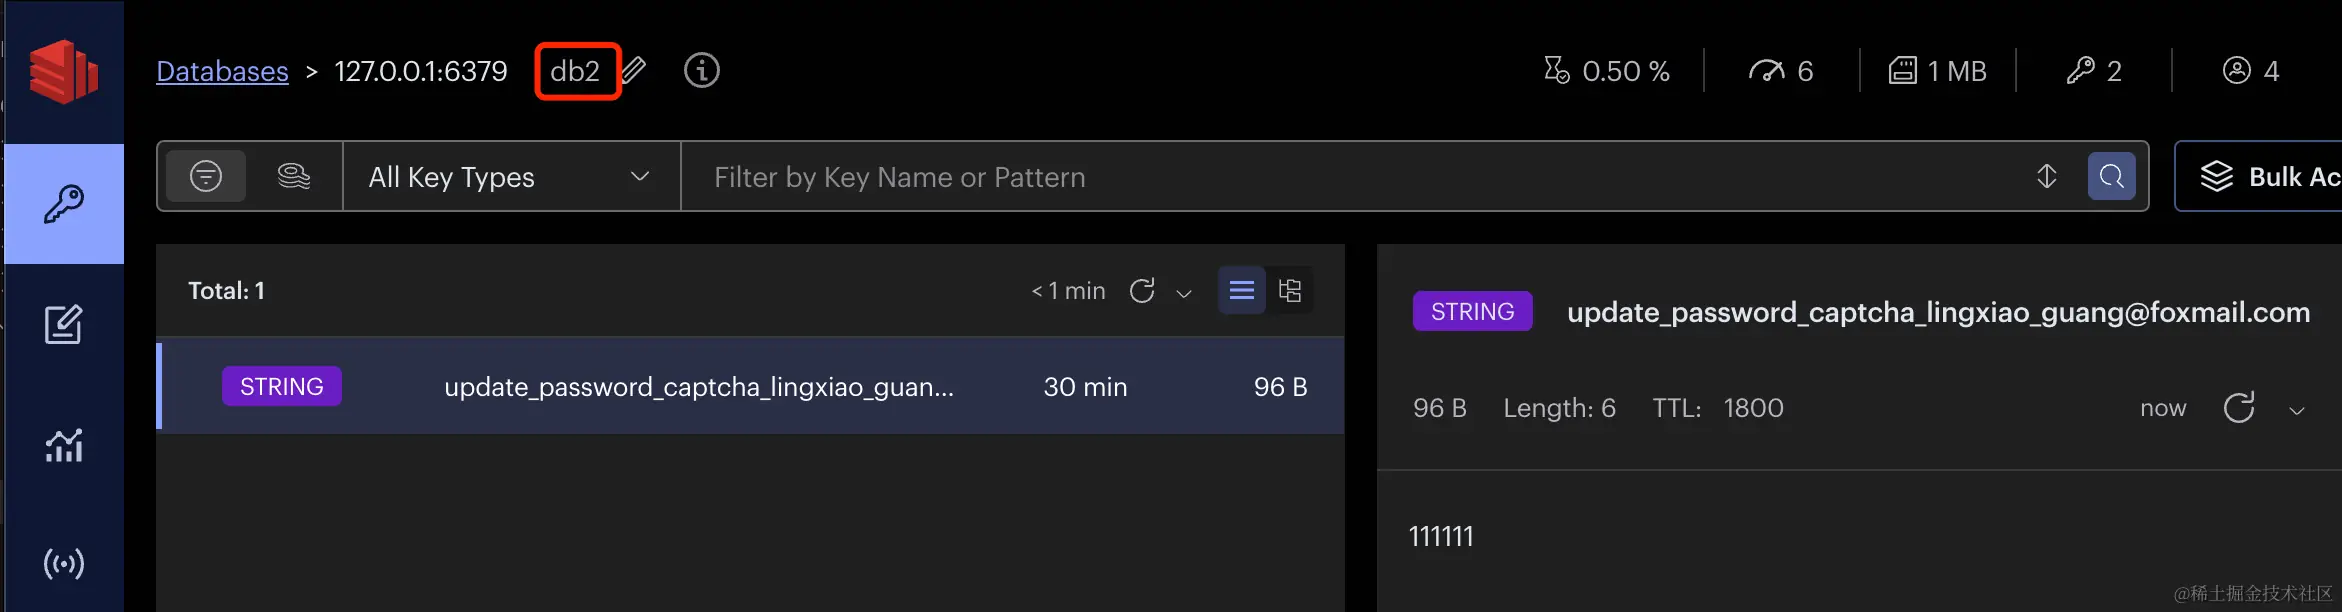 Databases > 127.0.0.1:6379 db2 0.50 % 6 1 MB 2 4
All Key Types Filter by Key Name or Pattern Bulk Ac
Total: 1 < 1 min
STRING update_password_captcha_lingxiao_guan... 30 min 96 B
STRING update_password_captcha_lingxiao_guang@foxmail.com
96 B Length: 6 TTL: 1800 now
111111
@稀土掘金技术社区